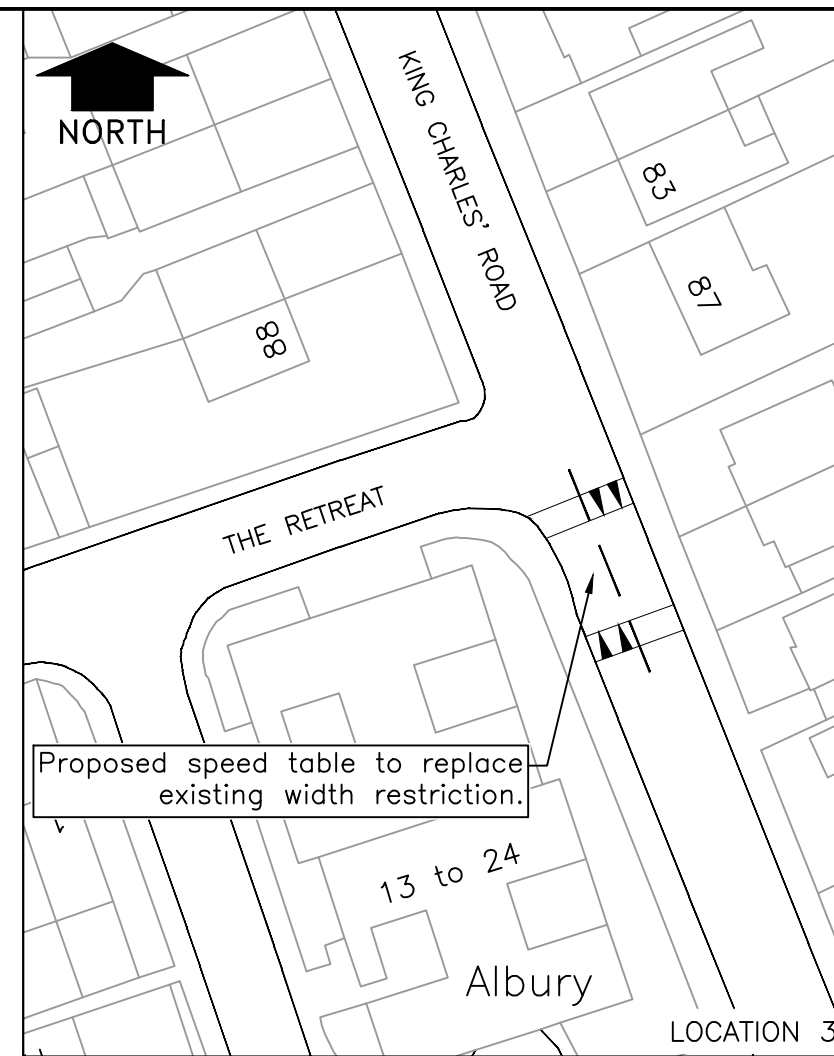 NORTH
KING CHARLES' ROAD
83
87
88
THE RETREAT
Proposed speed table to replace
existing width restriction.
13 to 24
Albury
LOCATION 3